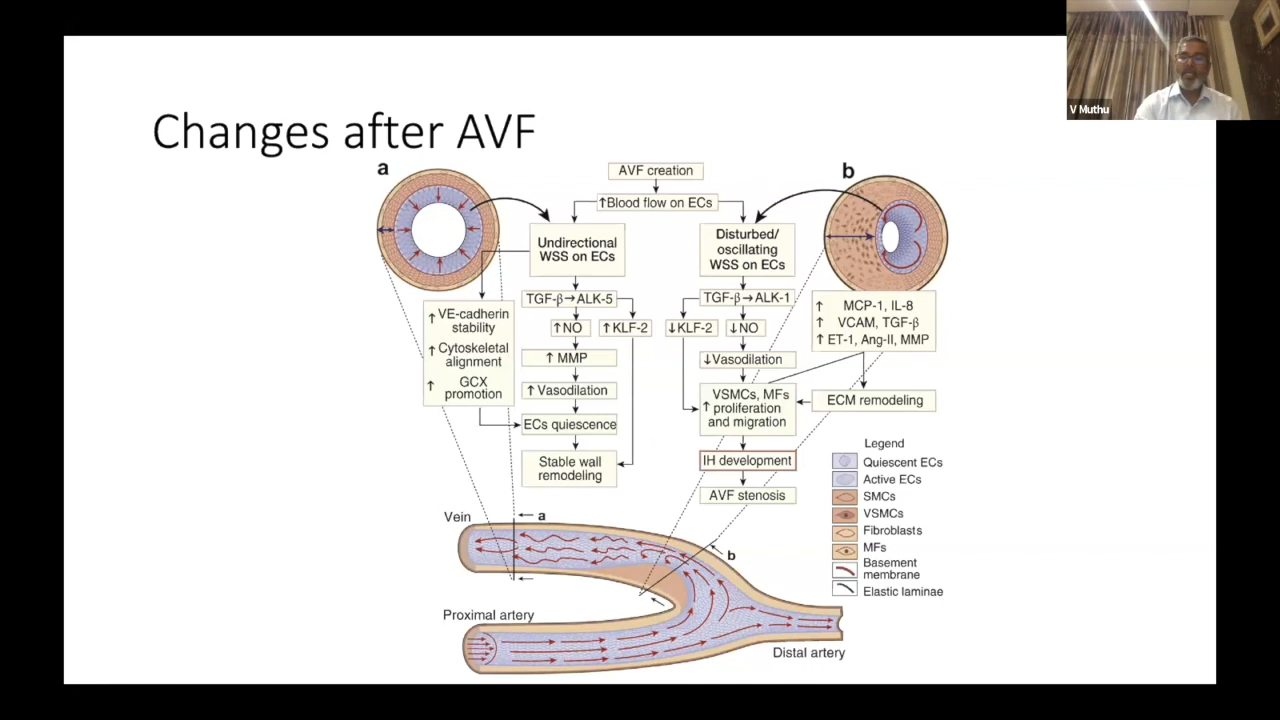 V Muthu
Changes after AVF
a
b
AVF creation
↑Blood flow on ECs
Undirectional
WSS on ECs
Disturbed/
oscillating
WSS on ECs
TGF-β→ALK-5
TGF-β→ALK-1
↑ VE-cadherin
stability
↑ Cytoskeletal
alignment
↑ GCX
promotion
↑NO
↑KLF-2
↑ MMP
↑ Vasodilation
ECs quiescence
Stable wall
remodeling
↓KLF-2
↓NO
↓Vasodilation
VSMCs, MFs
↑ proliferation
and migration
IH development
AVF stenosis
↑ MCP-1, IL-8
↑ VCAM, TGF-β
↑ ET-1, Ang-II, MMP
ECM remodeling
Legend
Quiescent ECs
Active ECs
SMCs
VSMCs
Fibroblasts
MFs
Basement
membrane
Elastic laminae
Vein
a
b
Proximal artery
Distal artery